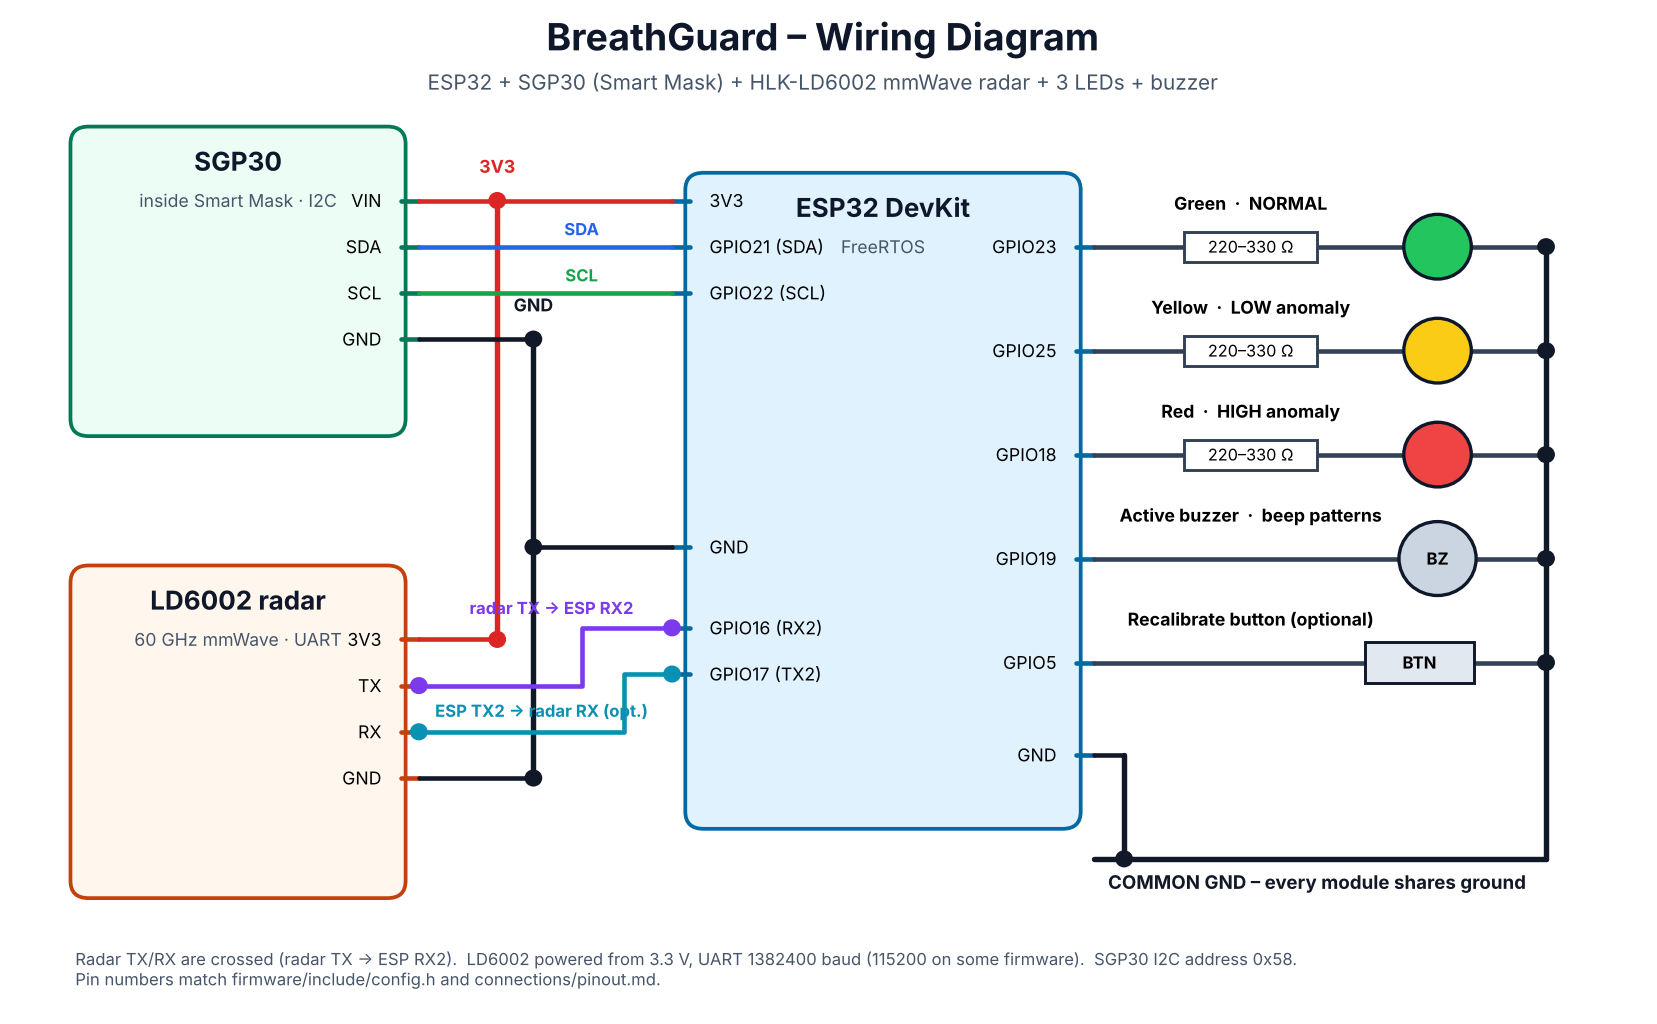 BreathGuard – Wiring Diagram
ESP32 + SGP30 (Smart Mask) + HLK-LD6002 mmWave radar + 3 LEDs + buzzer
SGP30
inside Smart Mask · I2C
VIN
SDA
SCL
GND
3V3
SDA
SCL
GND
LD6002 radar
60 GHz mmWave · UART
3V3
TX
RX
GND
radar TX → ESP RX2
ESP TX2 → radar RX (opt.)
ESP32 DevKit
FreeRTOS
3V3
GPIO21 (SDA)
GPIO22 (SCL)
GND
GPIO16 (RX2)
GPIO17 (TX2)
GPIO23
GPIO25
GPIO18
GPIO19
GPIO5
GND
Green · NORMAL
220–330 Ω
Yellow · LOW anomaly
220–330 Ω
Red · HIGH anomaly
220–330 Ω
Active buzzer · beep patterns
BZ
Recalibrate button (optional)
BTN
COMMON GND – every module shares ground
Radar TX/RX are crossed (radar TX → ESP RX2). LD6002 powered from 3.3 V, UART 1382400 baud (115200 on some firmware). SGP30 I2C address 0x58.
Pin numbers match firmware/include/config.h and connections/pinout.md.